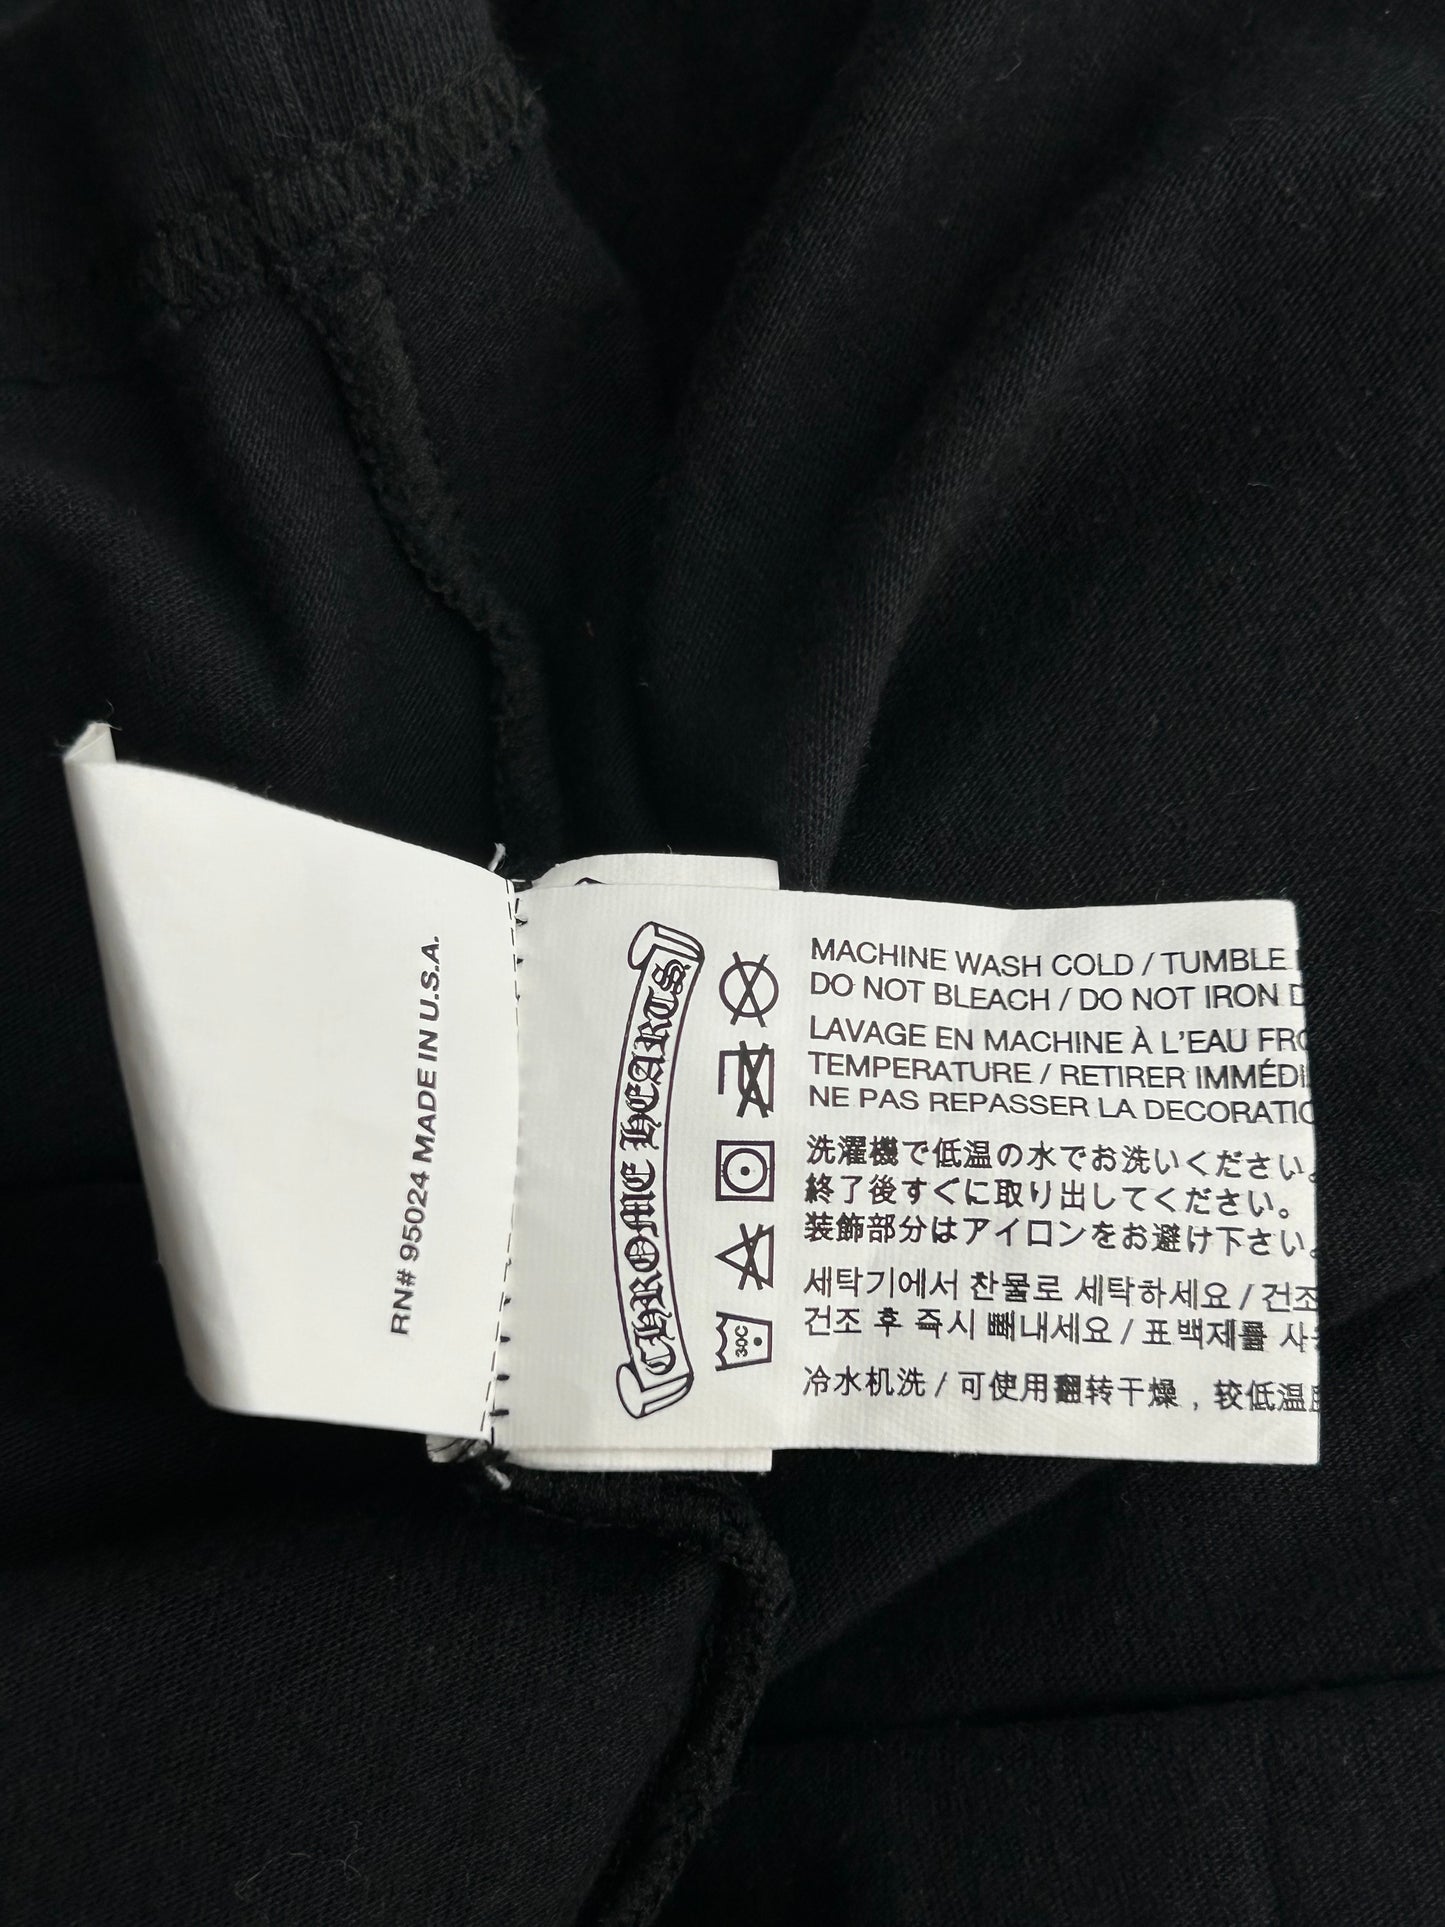 RN# 95024 MADE IN U.S.A.
CHROME HEARTS
30C
MACHINE WASH COLD / TUMBLE
DO NOT BLEACH / DO NOT IRON
LAVAGE EN MACHINE À L'EAU
TEMPERATURE / RETIRER
NE PAS REPASSER LA
洗濯機で低温の水でお洗いください。
終了後すぐに取り出してください。
装飾部分はアイロンをお避け下さい。
세탁기에서 찬물로 세탁하세요 / 건조
건조 후 즉시 빼내세요 / 표백제를
冷水机洗 / 可使用翻转干燥，较低温